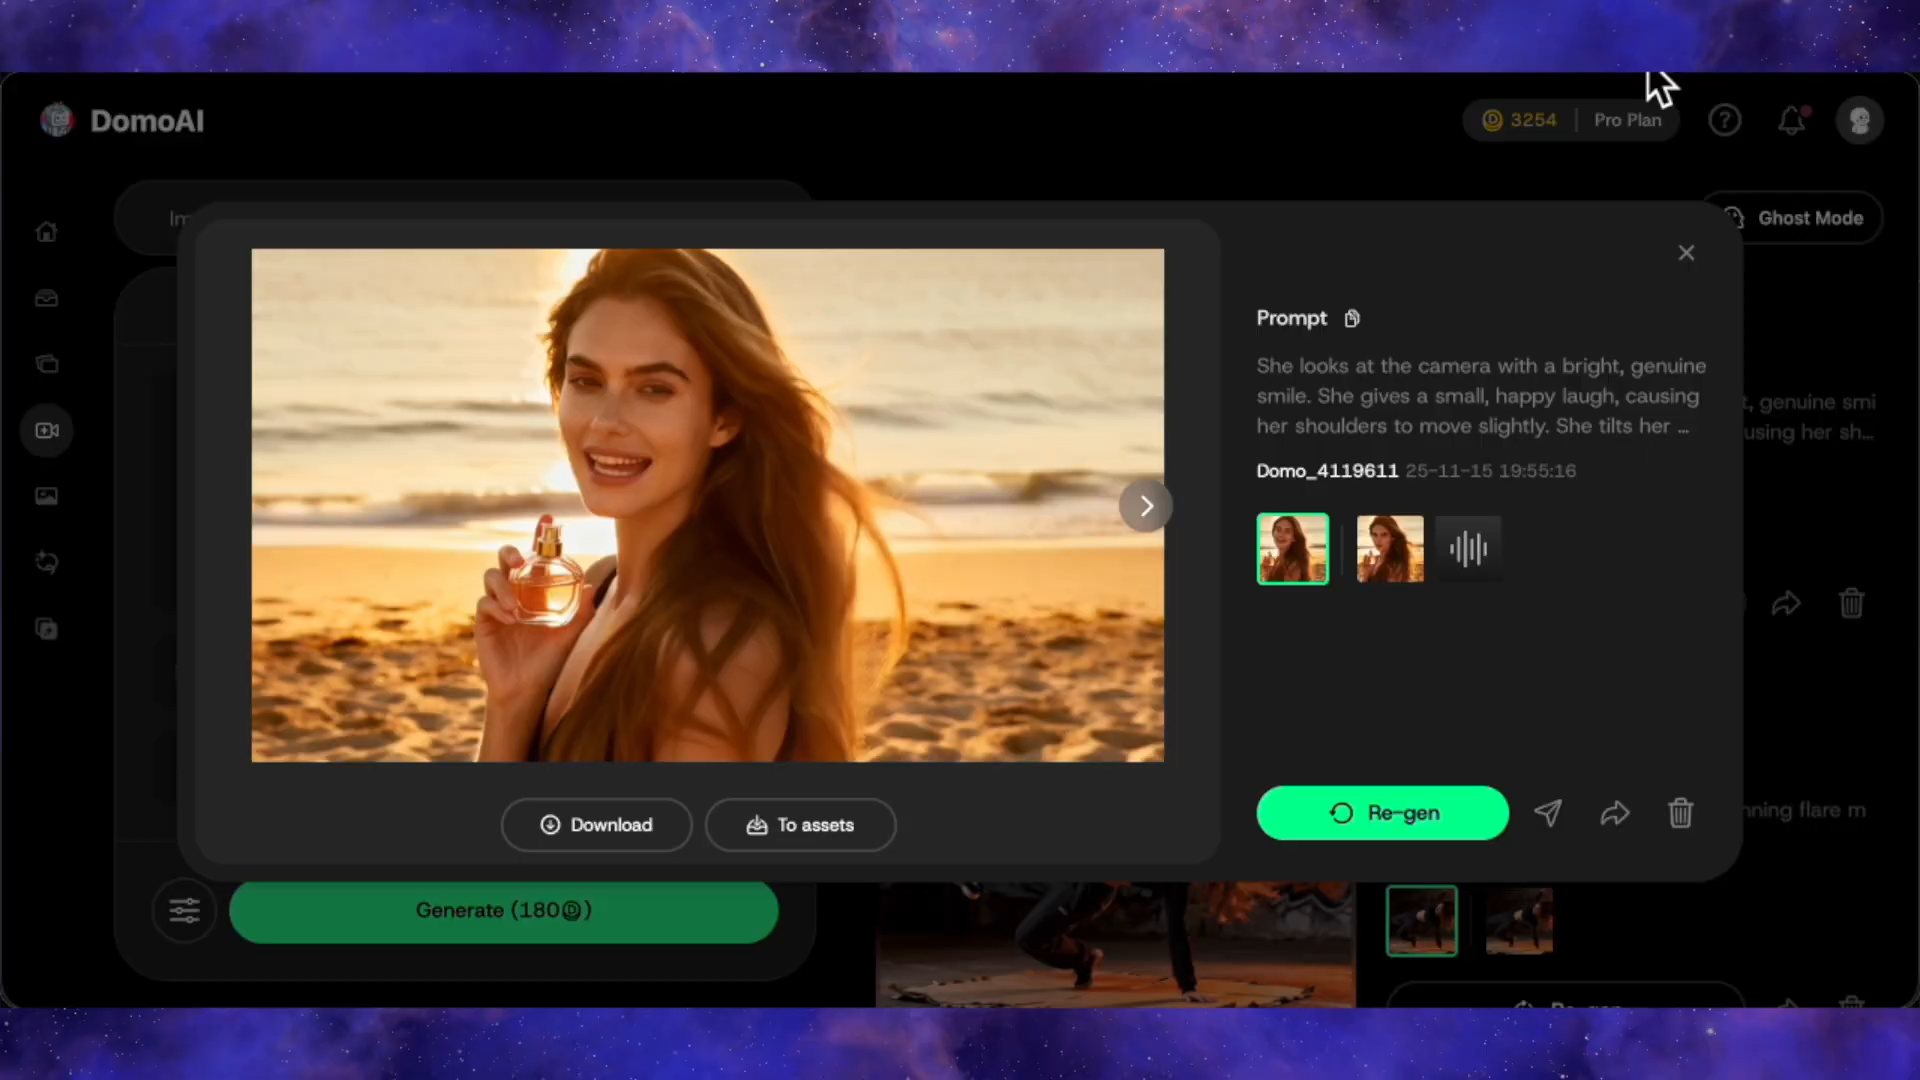 DomoAI
3254
Pro Plan
Ghost Mode
Prompt
She looks at the camera with a bright, genuine
smile. She gives a small, happy laugh, causing
her shoulders to move slightly. She tilts her ...
Domo_4119611 25-11-15 19:55:16
, genuine smi
using her sh...
Re-gen
nning flare m
Download
To assets
Generate (180)